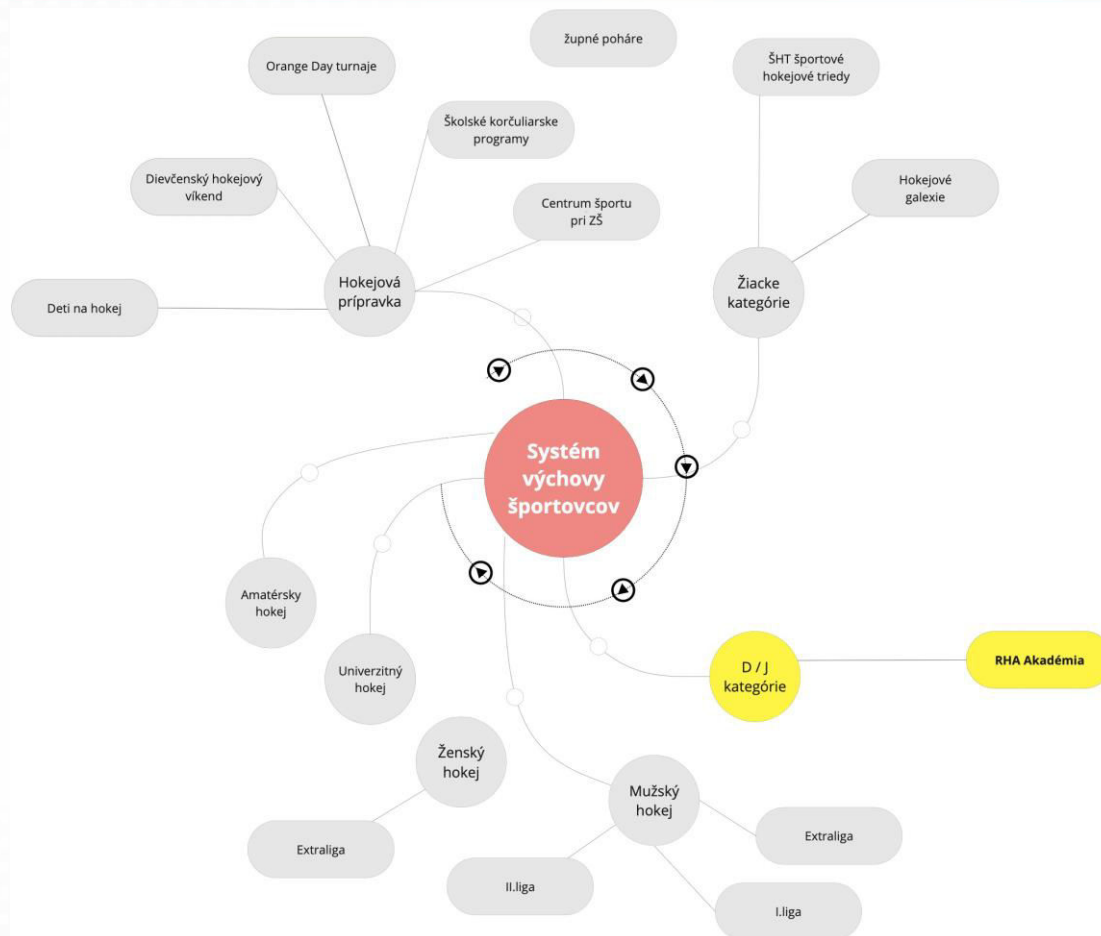 župné poháre
Orange Day turnaje
ŠHT športové
hokejové triedy
Školské korčuliarske
programy
Dievčenský hokejový
víkend
Hokejové
galexie
Centrum športu
pri ZŠ
Hokejová
prípravka
Žiacke
kategórie
Deti na hokej
Systém
výchovy
športovcov
Amatérsky
hokej
Univerzitný
hokej
D / J
kategórie
RHA Akadémia
Ženský
hokej
Mužský
hokej
Extraliga
Extraliga
II.liga
I.liga